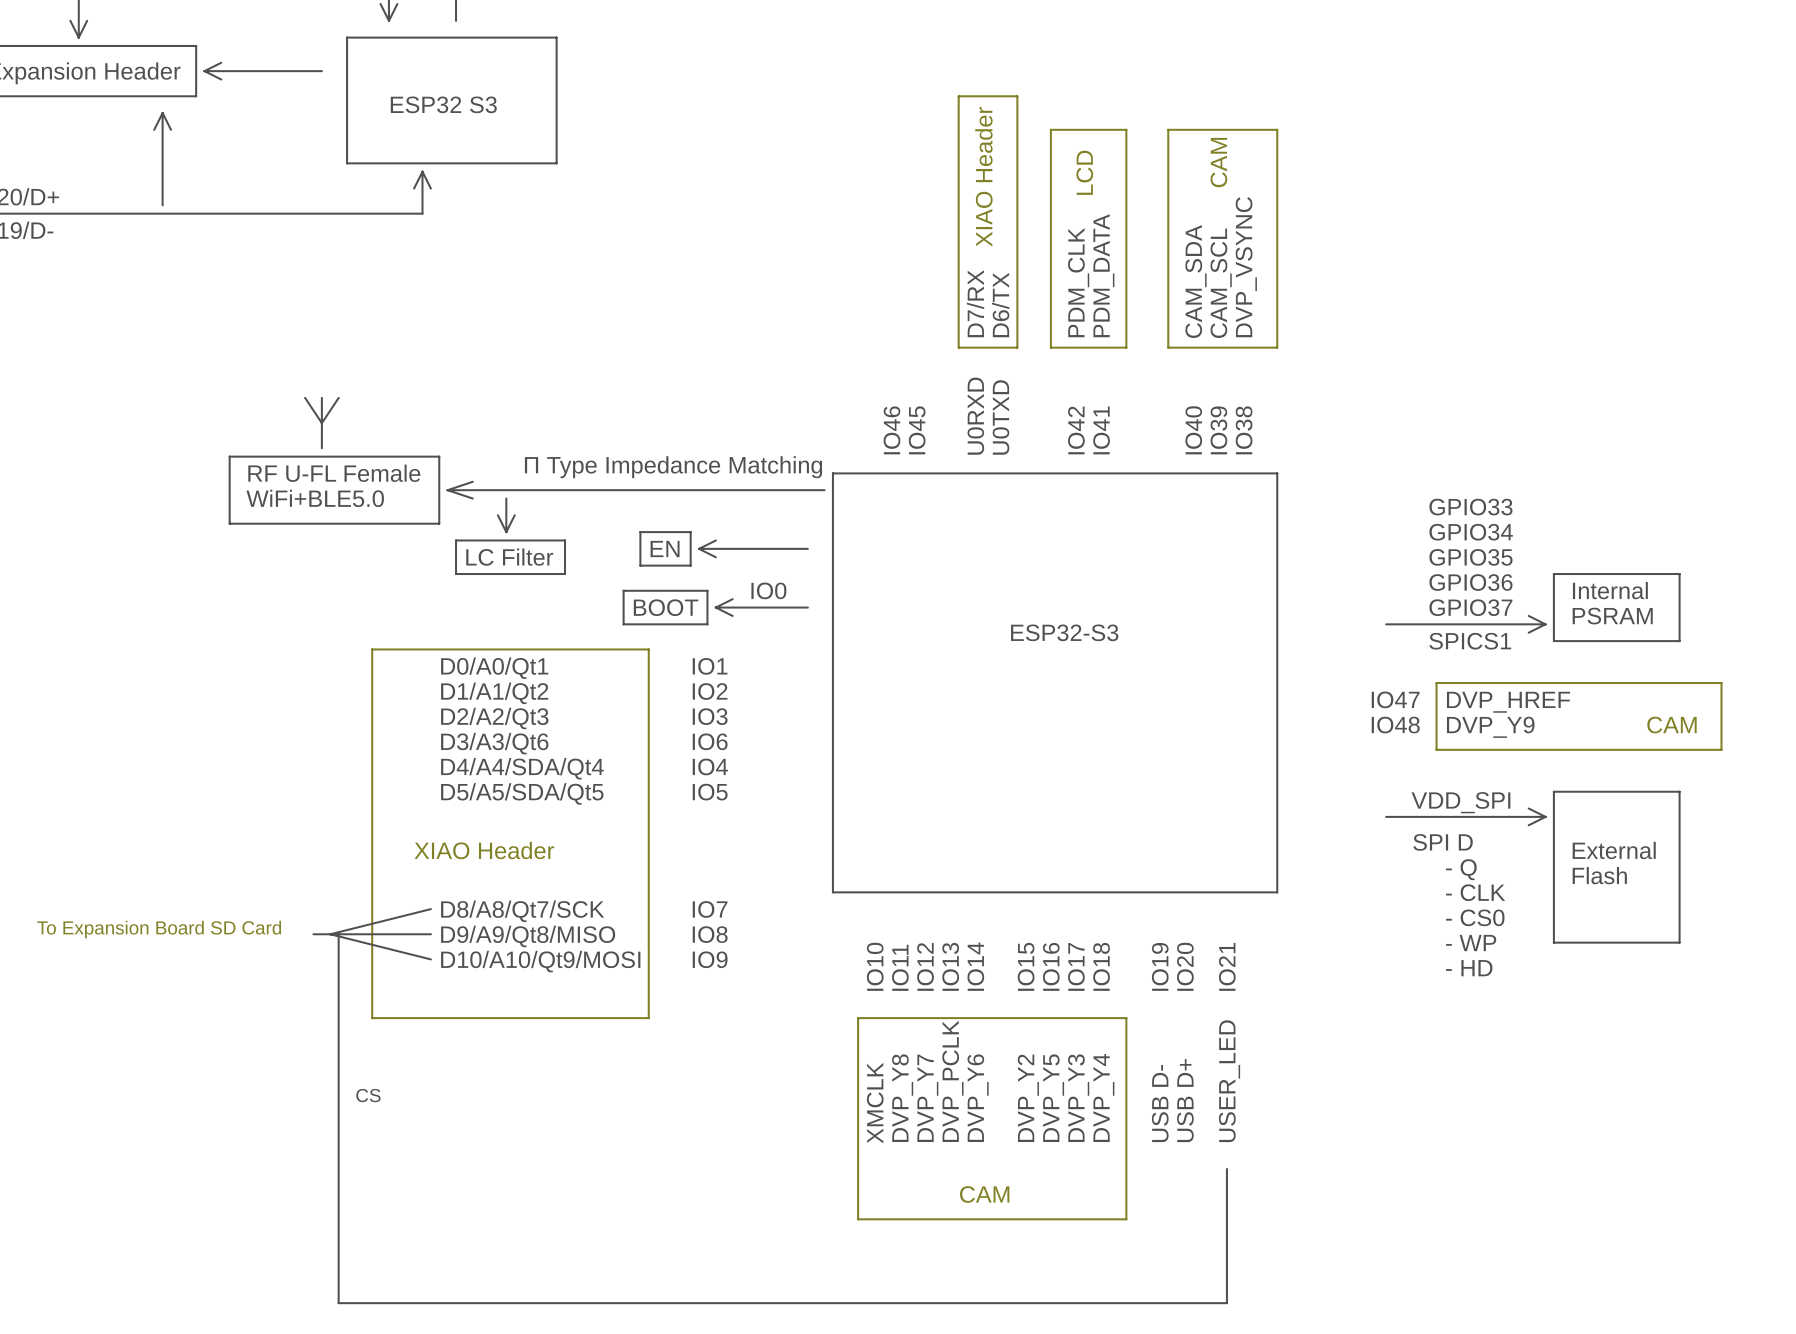 Expansion Header
ESP32 S3
20/D+
19/D-
XIAO Header
D7/RX
D6/TX
LCD
PDM_CLK
PDM_DATA
CAM
CAM_SDA
CAM_SCL
DVP_VSYNC
IO46
IO45
U0RXD
U0TXD
IO42
IO41
IO40
IO39
IO38
RF U-FL Female
WiFi+BLE5.0
Π Type Impedance Matching
LC Filter
EN
BOOT
IO0
ESP32-S3
GPIO33
GPIO34
GPIO35
GPIO36
GPIO37
SPICS1
Internal
PSRAM
IO47 DVP_HREF
IO48 DVP_Y9
CAM
VDD_SPI
SPI D
- Q
- CLK
- CS0
- WP
- HD
External
Flash
D0/A0/Qt1 IO1
D1/A1/Qt2 IO2
D2/A2/Qt3 IO3
D3/A3/Qt6 IO6
D4/A4/SDA/Qt4 IO4
D5/A5/SDA/Qt5 IO5
XIAO Header
D8/A8/Qt7/SCK IO7
D9/A9/Qt8/MISO IO8
D10/A10/Qt9/MOSI IO9
To Expansion Board SD Card
CS
IO10
IO11
IO12
IO13
IO14
IO15
IO16
IO17
IO18
IO19
IO20
IO21
XMCLK
DVP_Y8
DVP_Y7
DVP_PCLK
DVP_Y6
DVP_Y2
DVP_Y5
DVP_Y3
DVP_Y4
USB D-
USB D+
USER_LED
CAM